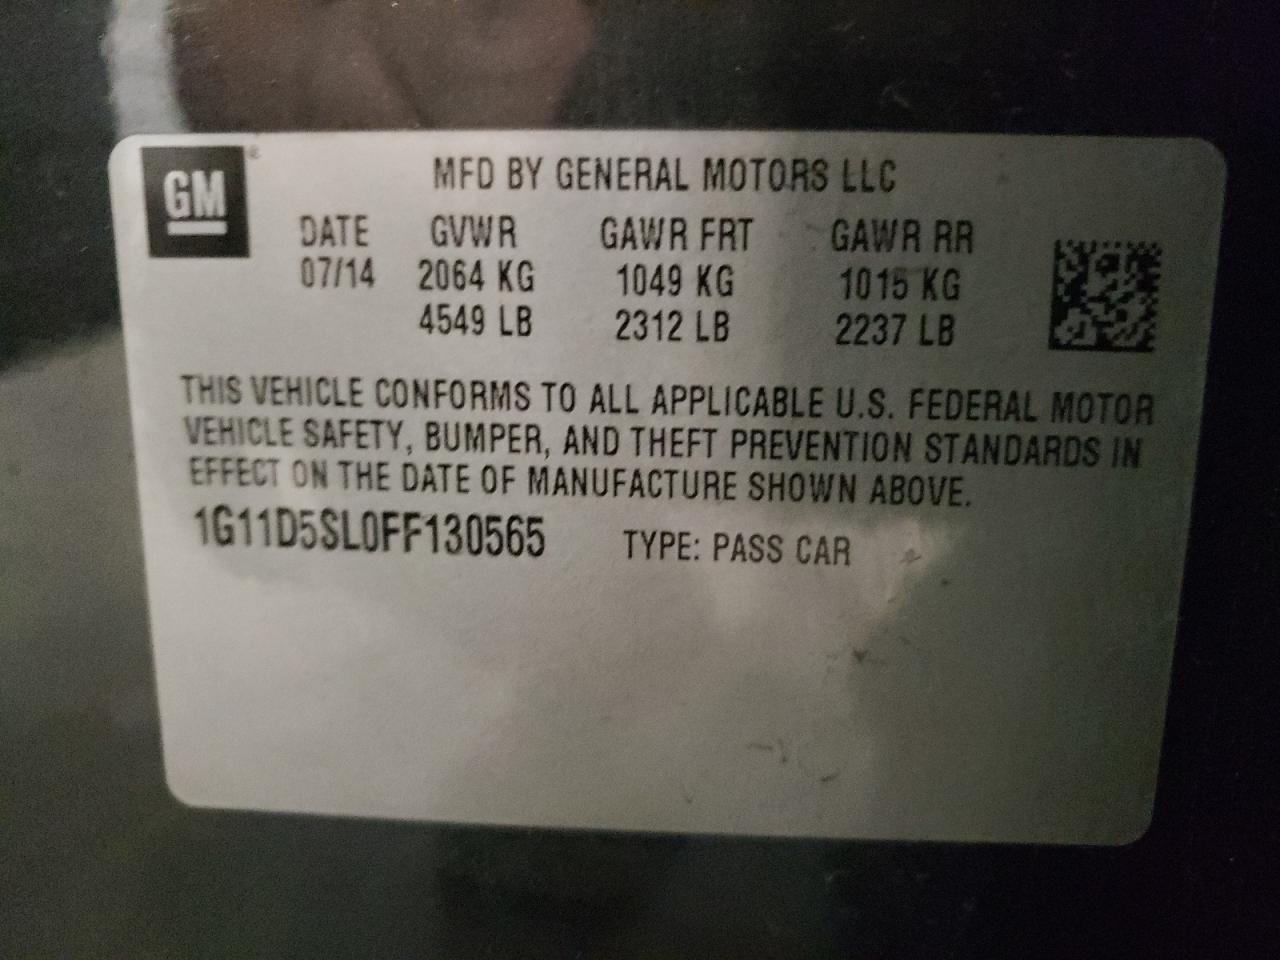 GM
MFD BY GENERAL MOTORS LLC
DATE GVWR GAWR FRT GAWR RR
07/14 2064 KG 1049 KG 1015 KG
4549 LB 2312 LB 2237 LB
THIS VEHICLE CONFORMS TO ALL APPLICABLE U.S. FEDERAL MOTOR
VEHICLE SAFETY, BUMPER, AND THEFT PREVENTION STANDARDS IN
EFFECT ON THE DATE OF MANUFACTURE SHOWN ABOVE.
1G11D5SL0FF130565 TYPE: PASS CAR